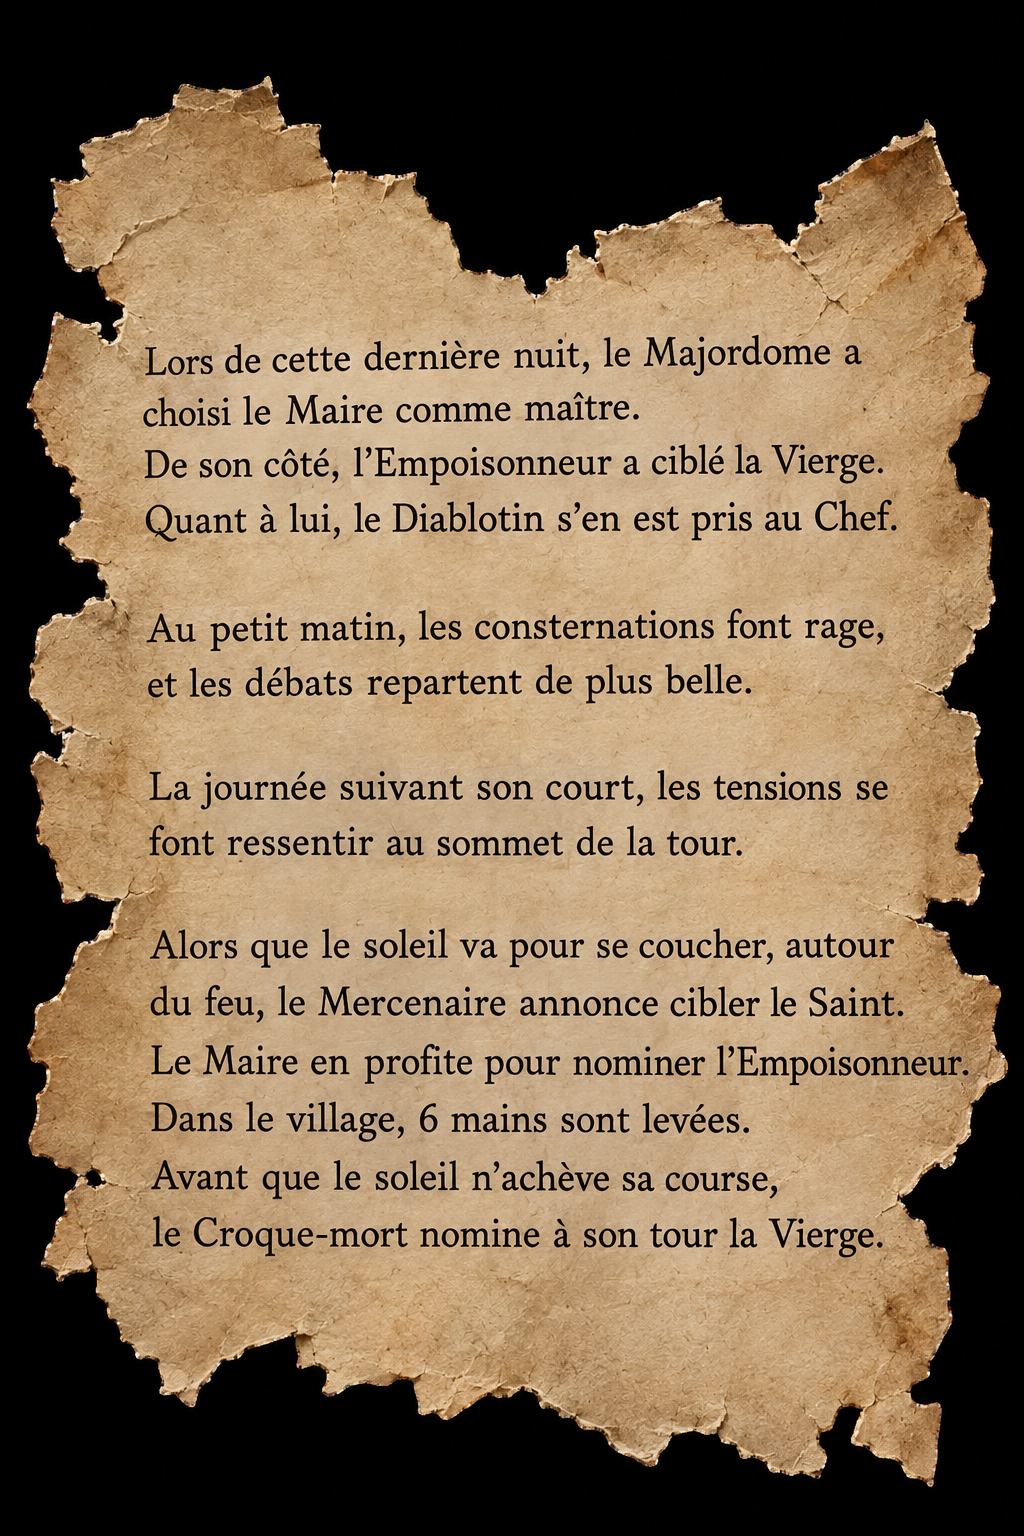 Lors de cette dernière nuit, le Majordome a
choisi le Maire comme maître.
De son côté, l’Empoisonneur a ciblé la Vierge.
Quant à lui, le Diablotin s’en est pris au Chef.
Au petit matin, les consternations font rage,
et les débats repartent de plus belle.
La journée suivant son court, les tensions se
font ressentir au sommet de la tour.
Alors que le soleil va pour se coucher, autour
du feu, le Mercenaire annonce cibler le Saint.
Le Maire en profite pour nominer l’Empoisonneur.
Dans le village, 6 mains sont levées.
Avant que le soleil n’achève sa course,
le Croque-mort nomine à son tour la Vierge.